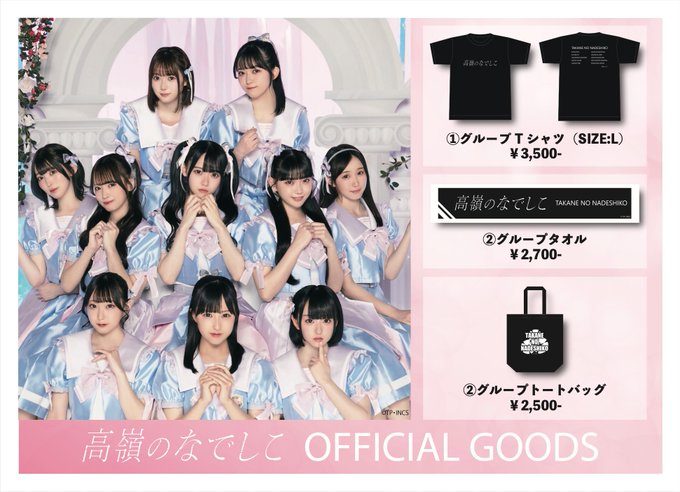 高嶺のなでしこ
TAKANE NO NADESHIKO
①グループTシャツ（SIZE:L）
￥3,500-
高嶺のなでしこ TAKANE NO NADESHIKO
②グループタオル
￥2,700-
TAKANE
NO
NADESHIKO
②グループトートバッグ
￥2,500-
©TP・INCS
高嶺のなでしこ OFFICIAL GOODS